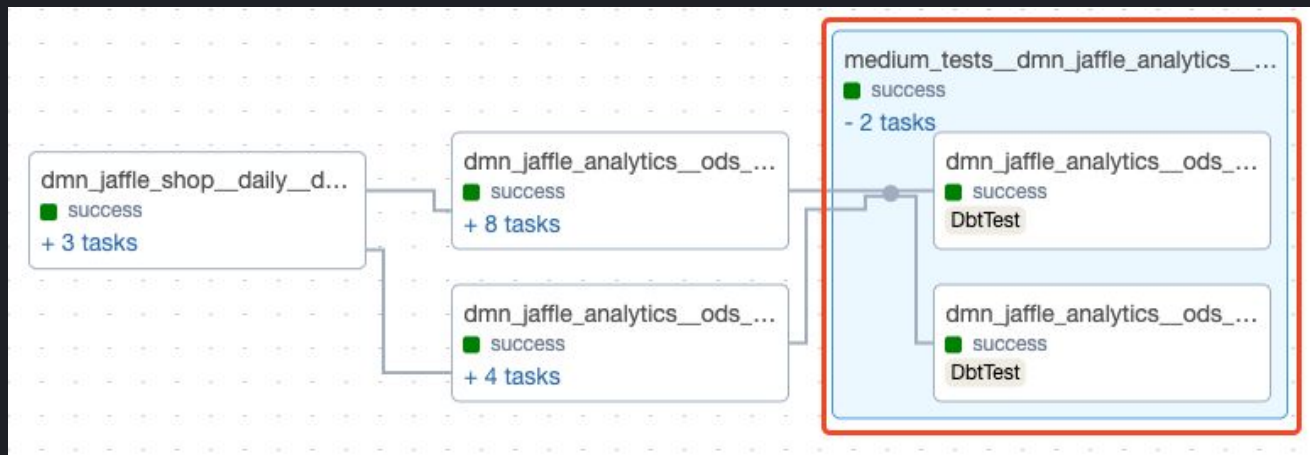 medium_tests__dmn_jaffle_analytics__...
success
- 2 tasks
dmn_jaffle_shop__daily__d...
success
+ 3 tasks
dmn_jaffle_analytics__ods_...
success
+ 8 tasks
dmn_jaffle_analytics__ods_...
success
DbtTest
dmn_jaffle_analytics__ods_...
success
+ 4 tasks
dmn_jaffle_analytics__ods_...
success
DbtTest